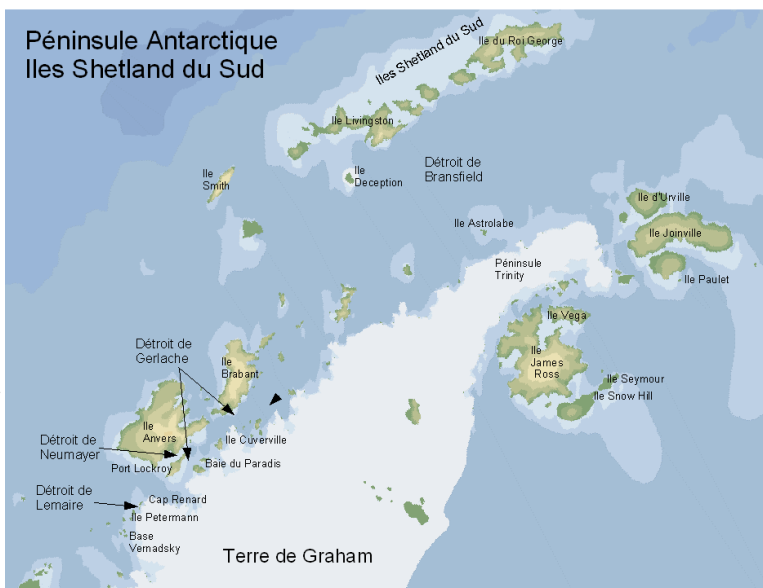 Péninsule Antarctique
Iles Shetland du Sud
Iles Shetland du Sud
Ile du Roi George
Ile Livingston
Ile
Smith
Ile
Deception
Détroit de
Bransfield
Ile d'Urville
Ile Astrolabe
Ile Joinville
Péninsule
Trinity
Ile Paulet
Ile Vega
Détroit de
Gerlache
Ile
Brabant
Ile
James
Ross
Ile Seymour
Ile Snow Hill
Ile
Anvers
Ile Cuverville
Détroit de
Neumayer
Port Lockroy
Baie du Paradis
Détroit de
Lemaire
Cap Renard
Ile Petermann
Base
Vernadsky
Terre de Graham